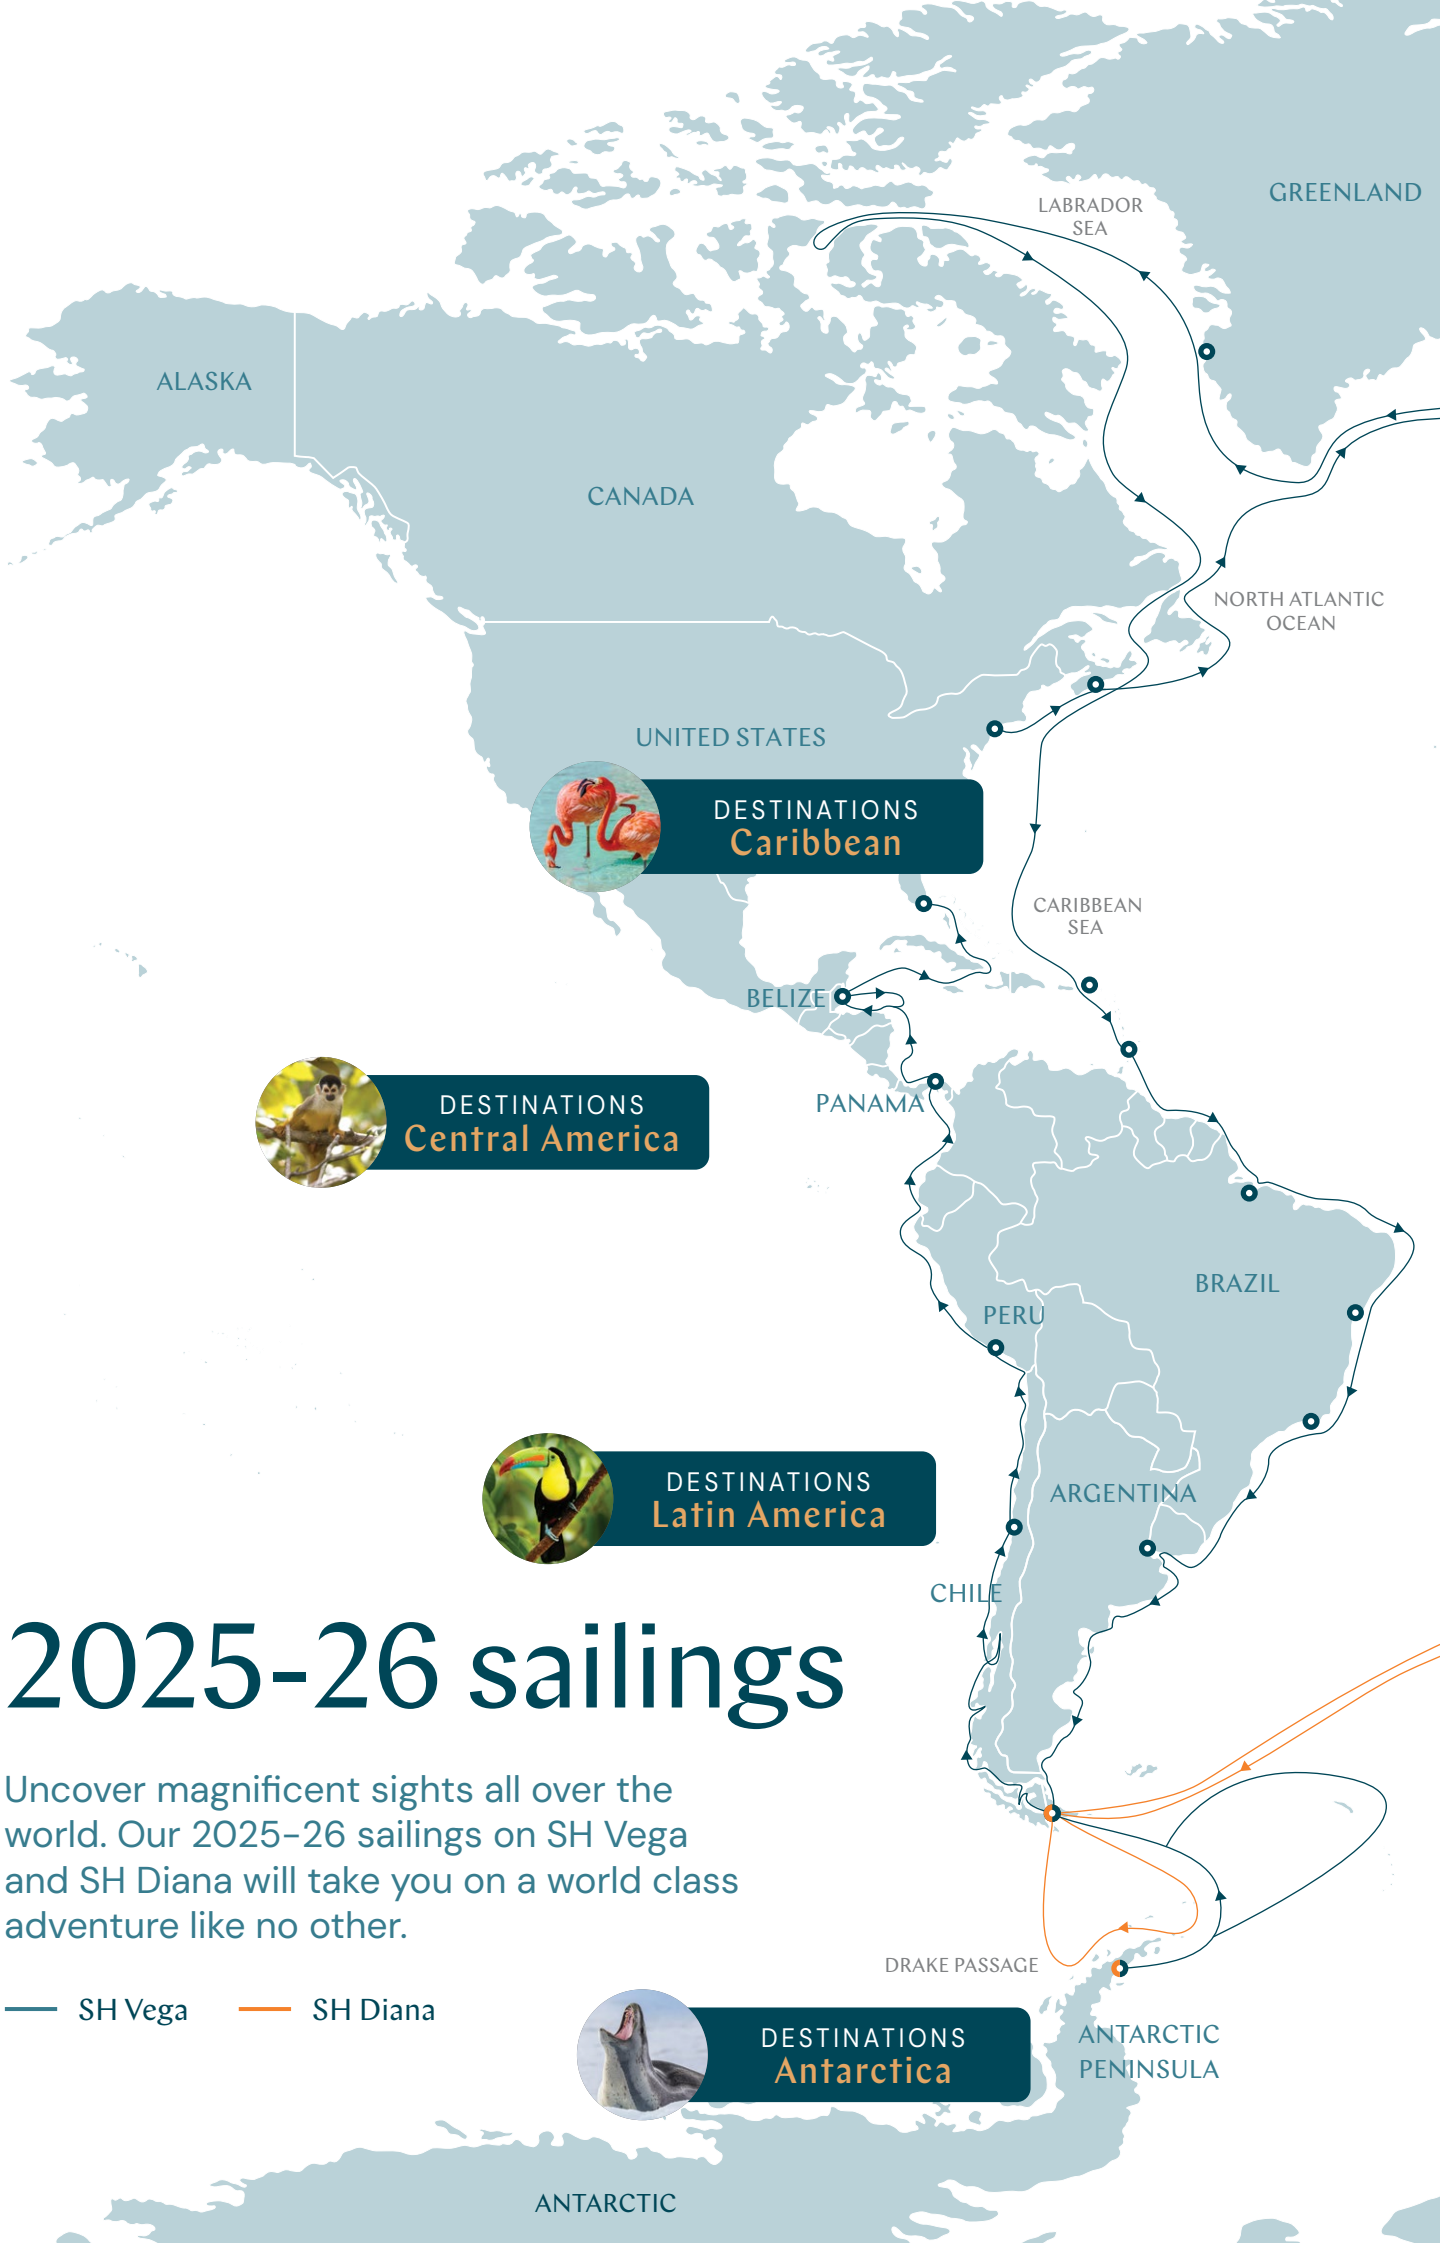 LABRADOR
SEA
GREENLAND
ALASKA
CANADA
NORTH ATLANTIC
OCEAN
UNITED STATES
DESTINATIONS
Caribbean
CARIBBEAN
SEA
BELIZE
PANAMA
DESTINATIONS
Central America
BRAZIL
PERU
DESTINATIONS
Latin America
ARGENTINA
CHILE
2025-26 sailings
Uncover magnificent sights all over the
world. Our 2025-26 sailings on SH Vega
and SH Diana will take you on a world class
adventure like no other.
SH Vega
SH Diana
DRAKE PASSAGE
DESTINATIONS
Antarctica
ANTARCTIC
PENINSULA
ANTARCTIC